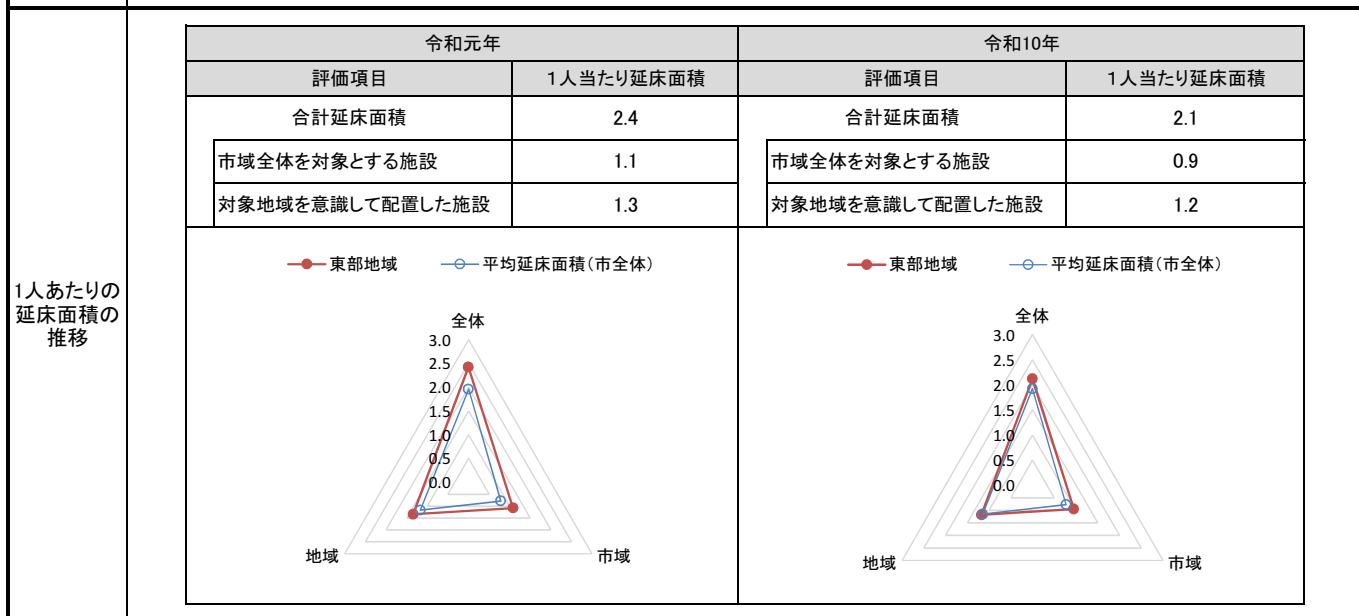 1人あたりの
延床面積の
推移
令和元年
令和10年
評価項目
1人当たり延床面積
評価項目
1人当たり延床面積
合計延床面積
2.4
合計延床面積
2.1
市域全体を対象とする施設
1.1
市域全体を対象とする施設
0.9
対象地域を意識して配置した施設
1.3
対象地域を意識して配置した施設
1.2
東部地域
平均延床面積(市全体)
全体
3.0
2.5
2.0
1.5
1.0
0.5
0.0
地域
市域
東部地域
平均延床面積(市全体)
全体
3.0
2.5
2.0
1.5
1.0
0.5
0.0
地域
市域